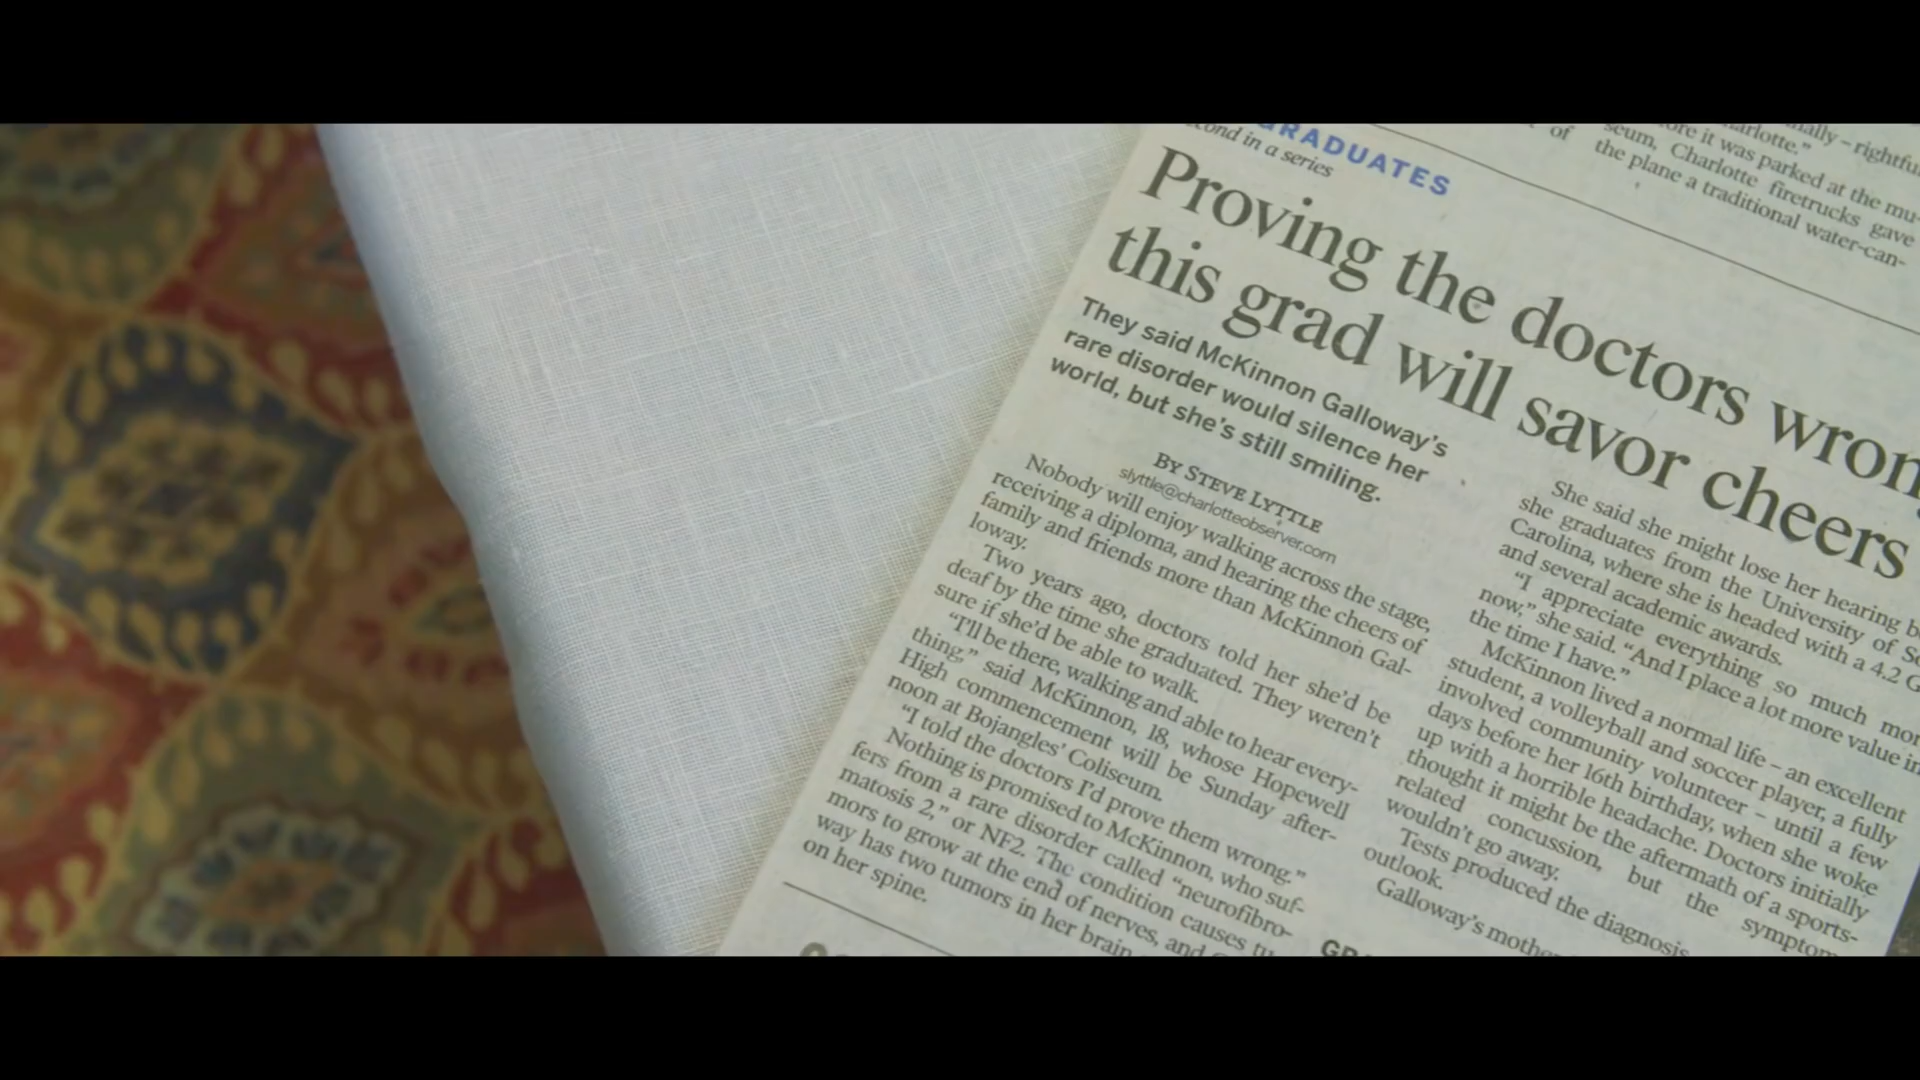 GRADUATES
ond in a series
Proving the doctors wrong,
this grad will savor cheers
They said McKinnon Galloway's
rare disorder would silence her
world, but she's still smiling.
By Steve Lyttle
slyttle@charlotteobserver.com
Nobody will enjoy walking across the stage,
receiving a diploma, and hearing the cheers of
family and friends more than McKinnon Gal-
loway.
Two years ago, doctors told her she'd be
deaf by the time she graduated. They weren't
sure if she'd be able to walk.
"I'll be there, walking and able to hear every-
thing," said McKinnon, 18, whose Hopewell
High commencement will be Sunday after-
noon at Bojangles' Coliseum.
"I told the doctors I'd prove them wrong."
Nothing is promised to McKinnon, who suf-
fers from a rare disorder called "neurofibro-
matosis 2," or NF2. The condition causes tu-
mors to grow at the end of nerves, and
way has two tumors in her brain
on her spine.
She said she might lose her hearing b
she graduates from the University of So
Carolina, where she is headed with a 4.2 G
and several academic awards.
"I appreciate everything so much mor
now," she said. "And I place a lot more value in
the time I have."
McKinnon lived a normal life – an excellent
student, a volleyball and soccer player, a fully
involved community volunteer – until a few
days before her 16th birthday, when she woke
up with a horrible headache. Doctors initially
thought it might be the aftermath of a sports-
related concussion, but the symptom
wouldn't go away.
Tests produced the diagnosis
outlook.
Galloway's mother
GR
of
nally – rightfu
ore it was parked at the mu-
seum, Charlotte firetrucks gave
the plane a traditional water-can-
harlotte."